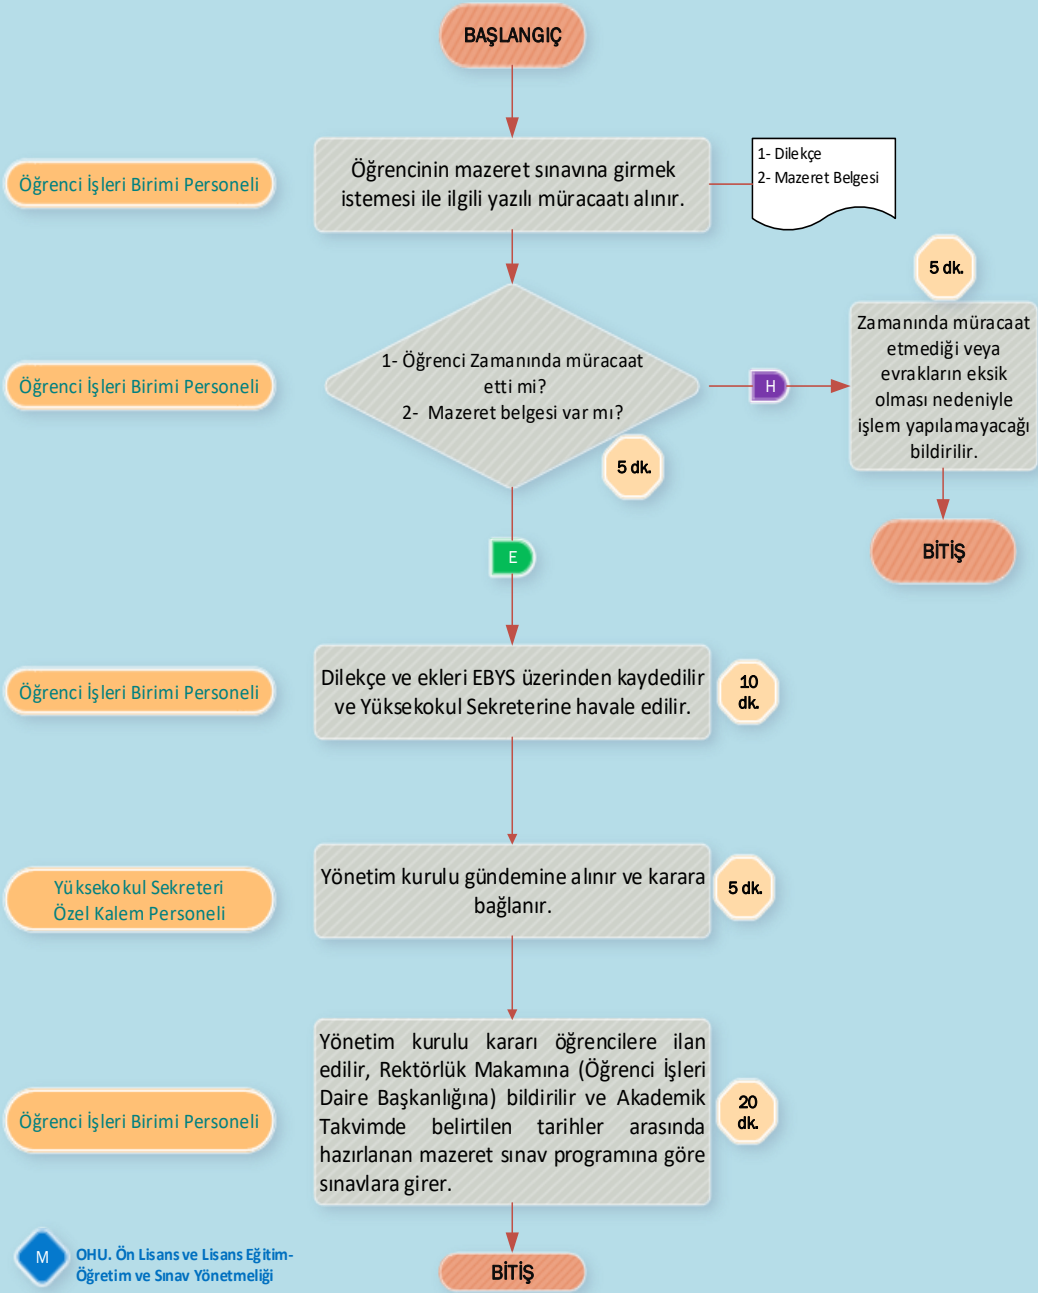 BAŞLANGIÇ
Öğrenci İşleri Birimi Personeli
Öğrencinin mazeret sınavına girmek
istemesi ile ilgili yazılı müracaatı alınır.
1- Dilekçe
2- Mazeret Belgesi
Öğrenci İşleri Birimi Personeli
1- Öğrenci Zamanında müracaat
etti mi?
2- Mazeret belgesi var mı?
5 dk.
H
5 dk.
Zamanında müracaat
etmediği veya
evrakların eksik
olması nedeniyle
işlem yapılamayacağı
bildirilir.
BİTİŞ
E
Öğrenci İşleri Birimi Personeli
Dilekçe ve ekleri EBYS üzerinden kaydedilir
ve Yüksekokul Sekreterine havale edilir.
10
dk.
Yüksekokul Sekreteri
Özel Kalem Personeli
Yönetim kurulu gündemine alınır ve karara
bağlanır.
5 dk.
Öğrenci İşleri Birimi Personeli
Yönetim kurulu kararı öğrencilere ilan
edilir, Rektörlük Makamına (Öğrenci İşleri
Daire Başkanlığına) bildirilir ve Akademik
Takvimde belirtilen tarihler arasında
hazırlanan mazeret sınav programına göre
sınavlara girer.
20
dk.
M
OHU. Ön Lisans ve Lisans Eğitim-
Öğretim ve Sınav Yönetmeliği
BİTİŞ